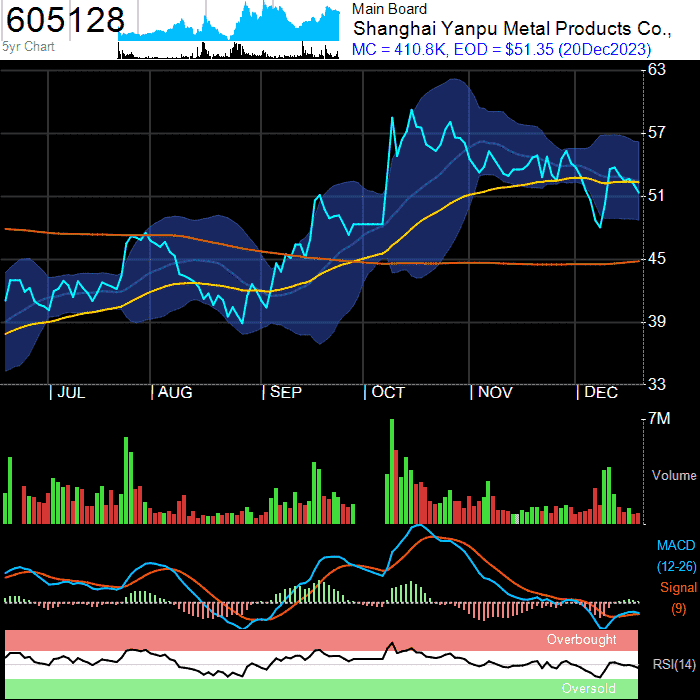 605128
5yr Chart
Main Board
Shanghai Yanpu Metal Products Co.,
MC = 410.8K, EOD = $51.35 (20Dec2023)
63
57
51
45
39
33
| JUL | AUG | SEP | OCT | NOV | DEC
7M
Volume
MACD
(12-26)
Signal
(9)
Overbought
RSI(14)
Oversold